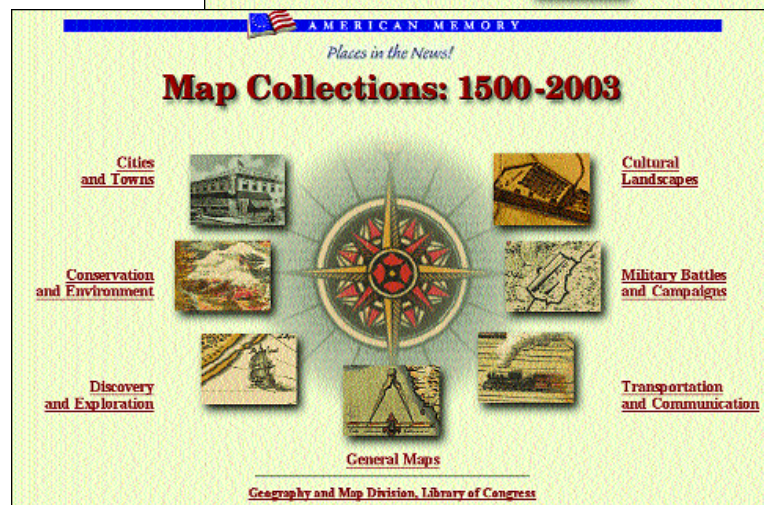 AMERICAN MEMORY
Places in the News!
Map Collections: 1500-2003
Cities
and Towns
Cultural
Landscapes
Conservation
and Environment
Military Battles
and Campaigns
Discovery
and Exploration
Transportation
and Communication
General Maps
Geography and Map Division, Library of Congress